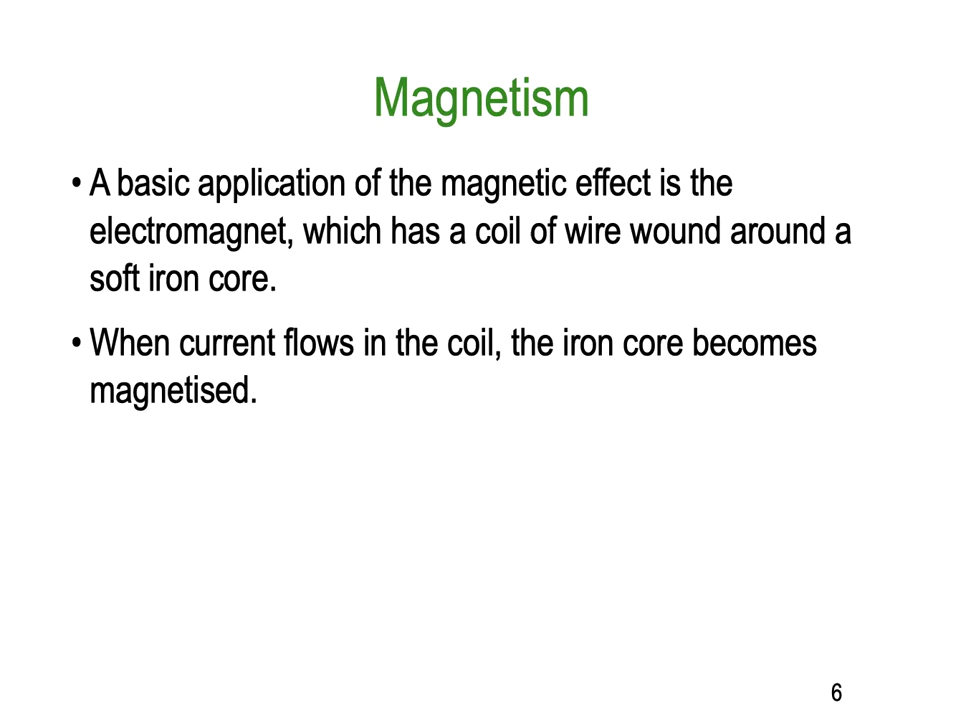 Magnetism
• A basic application of the magnetic effect is the
electromagnet, which has a coil of wire wound around a
soft iron core.
• When current flows in the coil, the iron core becomes
magnetised.
6